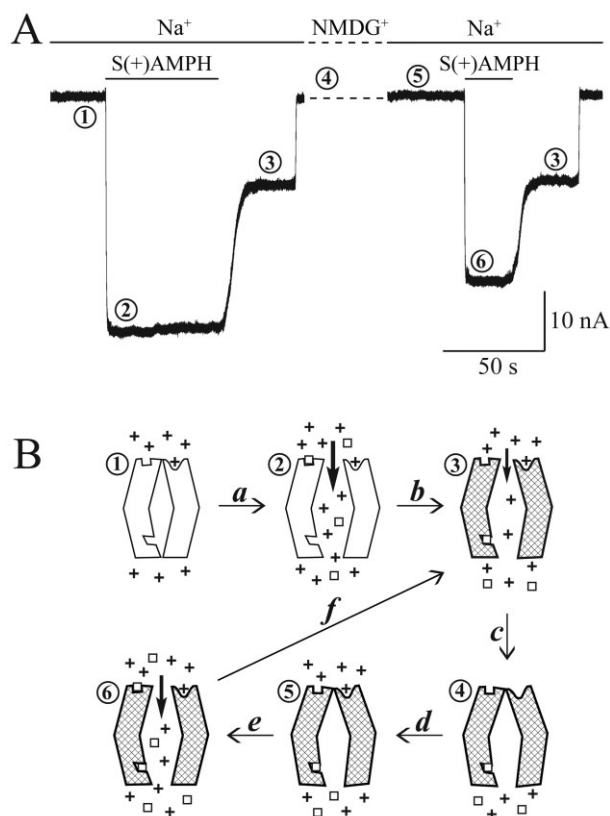 A
Na⁺ NMDG⁺ Na⁺
S(+)AMPH ④ ⑤ S(+)AMPH
①
③ ③
② ⑥
10 nA
50 s
B
① a ② b ③
f c
⑥ e ⑤ d ④